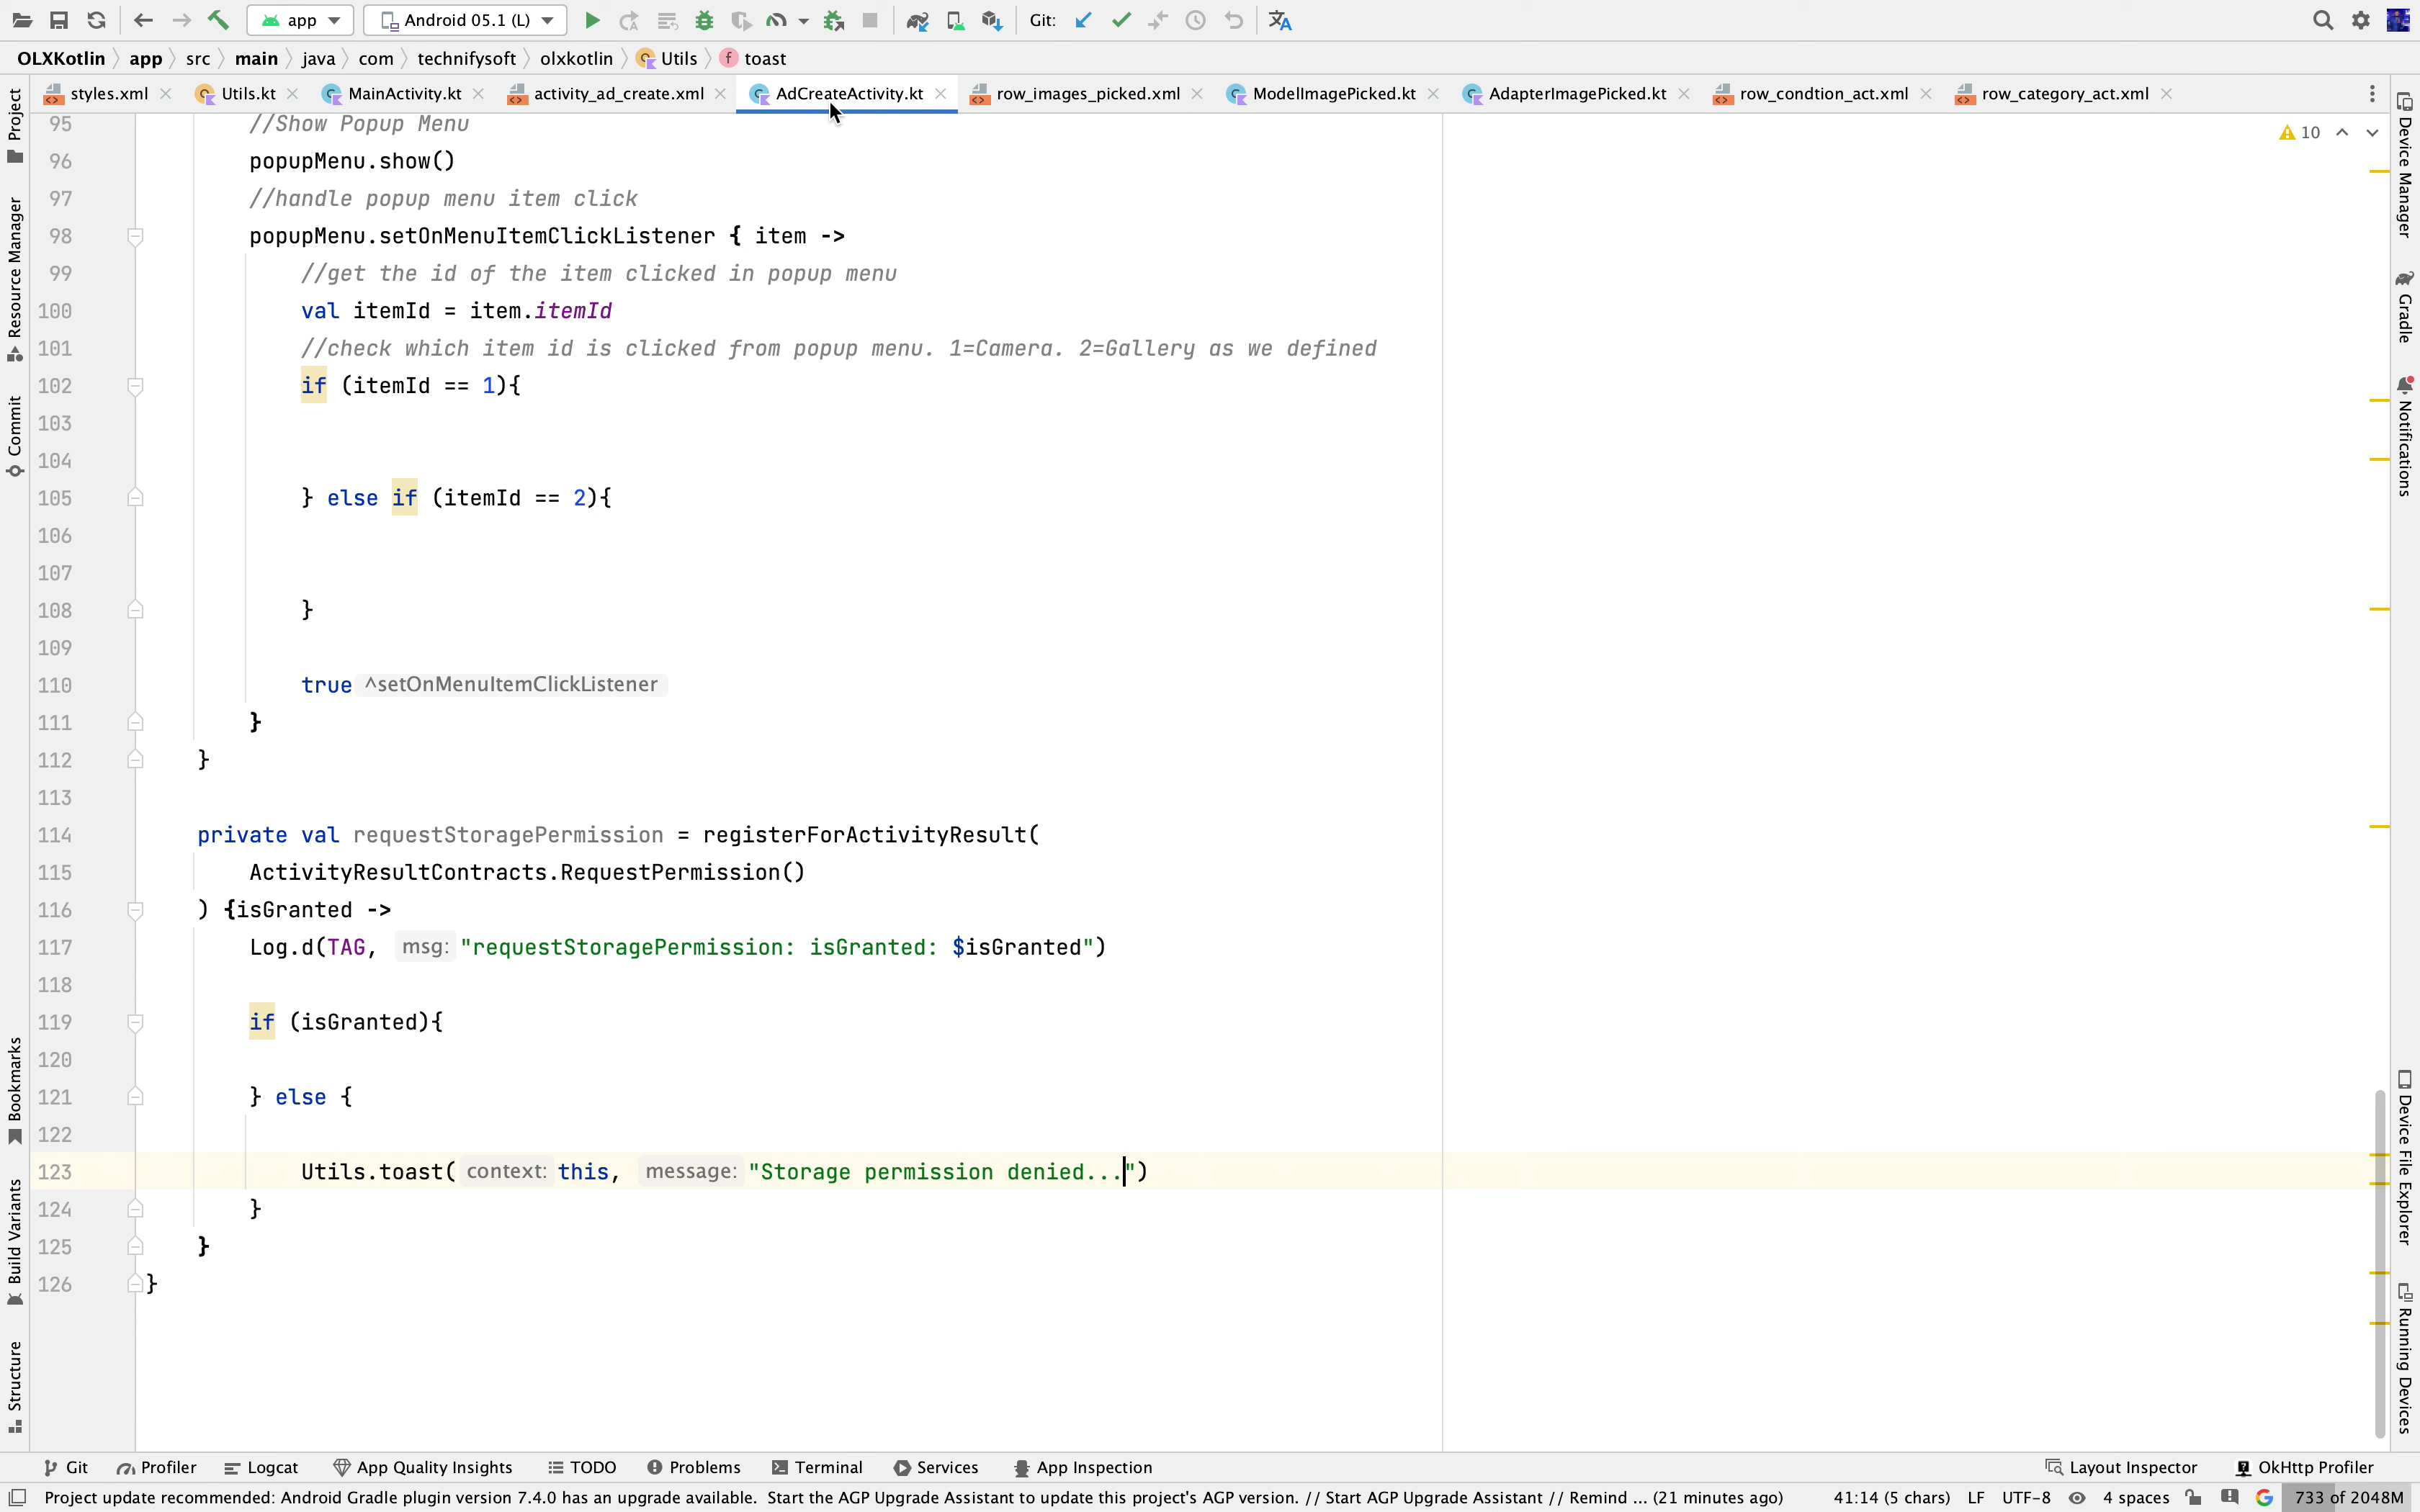 app
Android 05.1 (L)
Git:
OLXKotlin
app
src
main
java
com
technifysoft
olxkotlin
Utils
f
toast
styles.xml
Utils.kt
MainActivity.kt
activity_ad_create.xml
AdCreateActivity.kt
row_images_picked.xml
ModelImagePicked.kt
AdapterImagePicked.kt
row_condtion_act.xml
row_category_act.xml
Project
Resource Manager
Commit
Bookmarks
Build Variants
Structure
10
95 //Show Popup Menu
96 popupMenu.show()
97 //handle popup menu item click
98 popupMenu.setOnMenuItemClickListener { item ->
99 //get the id of the item clicked in popup menu
100 val itemId = item.itemId
101 //check which item id is clicked from popup menu. 1=Camera. 2=Gallery as we defined
102 if (itemId == 1){
103
104
105 } else if (itemId == 2){
106
107
108 }
109
110 true ^setOnMenuItemClickListener
111 }
112 }
113
114 private val requestStoragePermission = registerForActivityResult(
115 ActivityResultContracts.RequestPermission()
116 ) {isGranted ->
117 Log.d(TAG, msg: "requestStoragePermission: isGranted: $isGranted")
118
119 if (isGranted){
120
121 } else {
122
123 Utils.toast( context: this, message: "Storage permission denied...")
124 }
125 }
126 }
Device Manager
Gradle
Notifications
Device File Explorer
Running Devices
Git
Profiler
Logcat
App Quality Insights
TODO
Problems
Terminal
Services
App Inspection
Layout Inspector
OkHttp Profiler
Project update recommended: Android Gradle plugin version 7.4.0 has an upgrade available. Start the AGP Upgrade Assistant to update this project's AGP version. // Start AGP Upgrade Assistant // Remind ... (21 minutes ago)
41:14 (5 chars)
LF
UTF-8
4 spaces
733 of 2048M